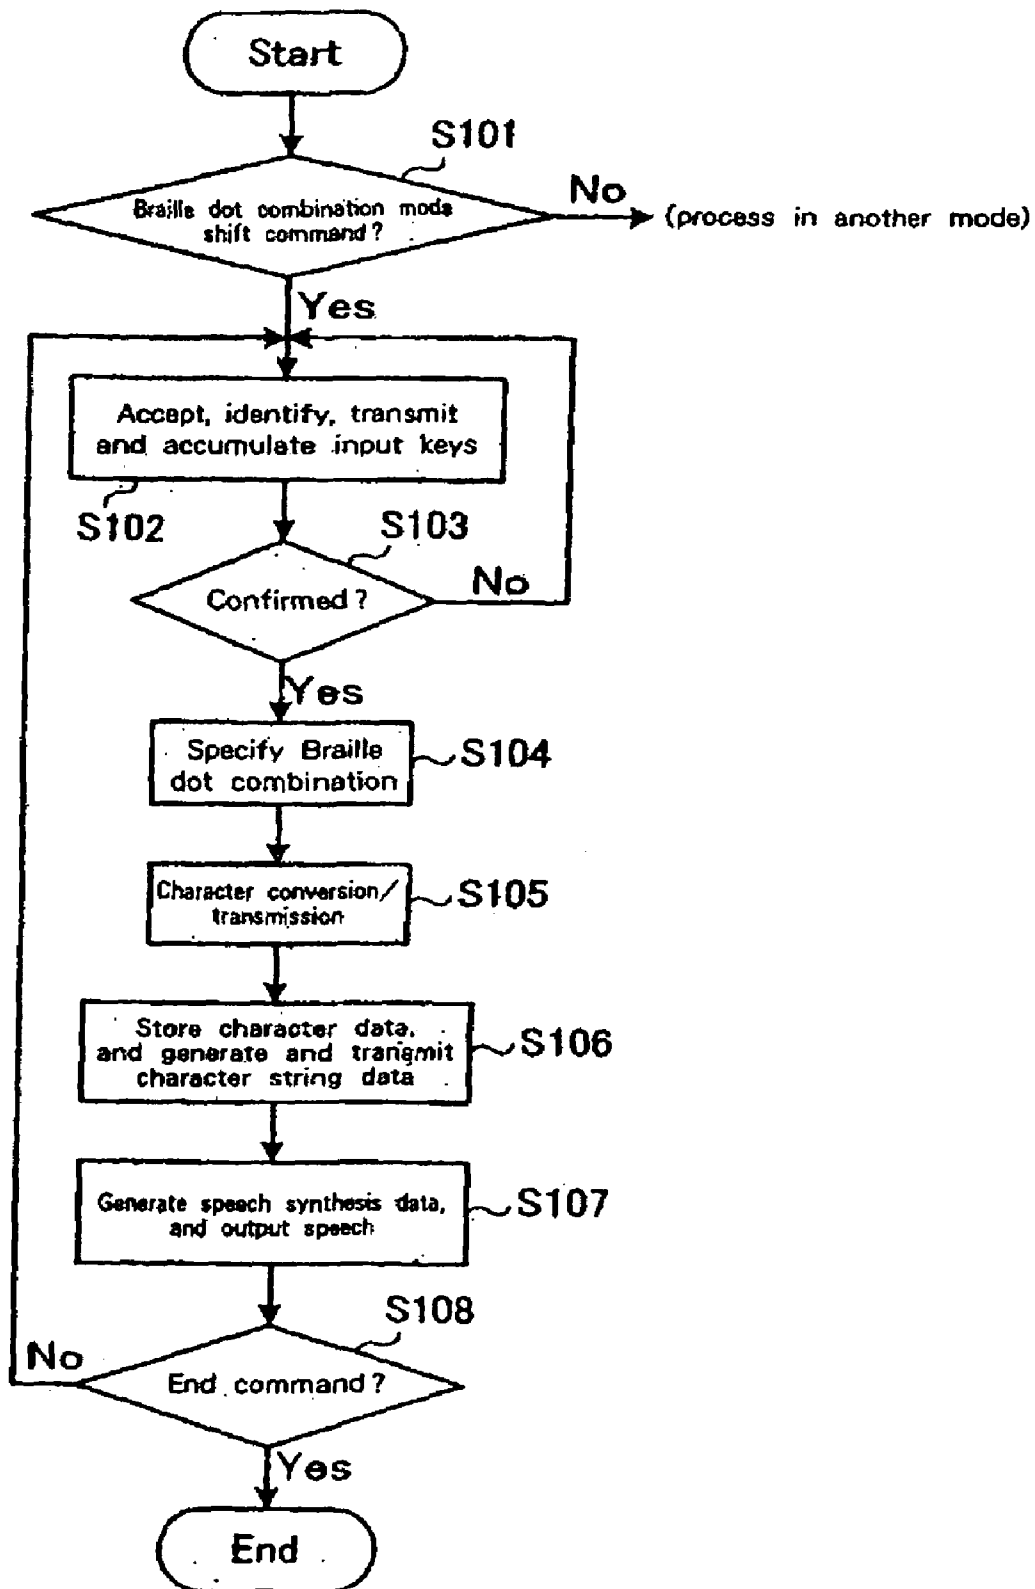 Start
S101
Braille dot combination mode
shift command?
No
(process in another mode)
Yes
Accept, identify, transmit
and accumulate input keys
S102
S103
Confirmed?
No
Yes
Specify Braille
dot combination
S104
Character conversion/
transmission
S105
Store character data,
and generate and transmit
character string data
S106
Generate speech synthesis data,
and output speech
S107
S108
No
End command?
Yes
End